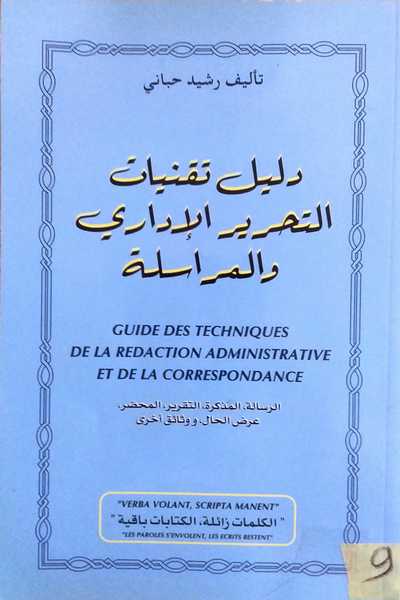 تأليف رشيد حباني
دليل تقنيات
التحرير الإداري
والمراسلة
GUIDE DES TECHNIQUES
DE LA REDACTION ADMINISTRATIVE
ET DE LA CORRESPONDANCE
الرسالة، المذكرة، التقرير، المحضر،
عرض الحال، ووثائق أخرى
"VERBA VOLANT, SCRIPTA MANENT"
" الكلمات زائلة، الكتابات باقية "
"LES PAROLES S'ENVOLENT, LES ECRITS RESTENT"
و